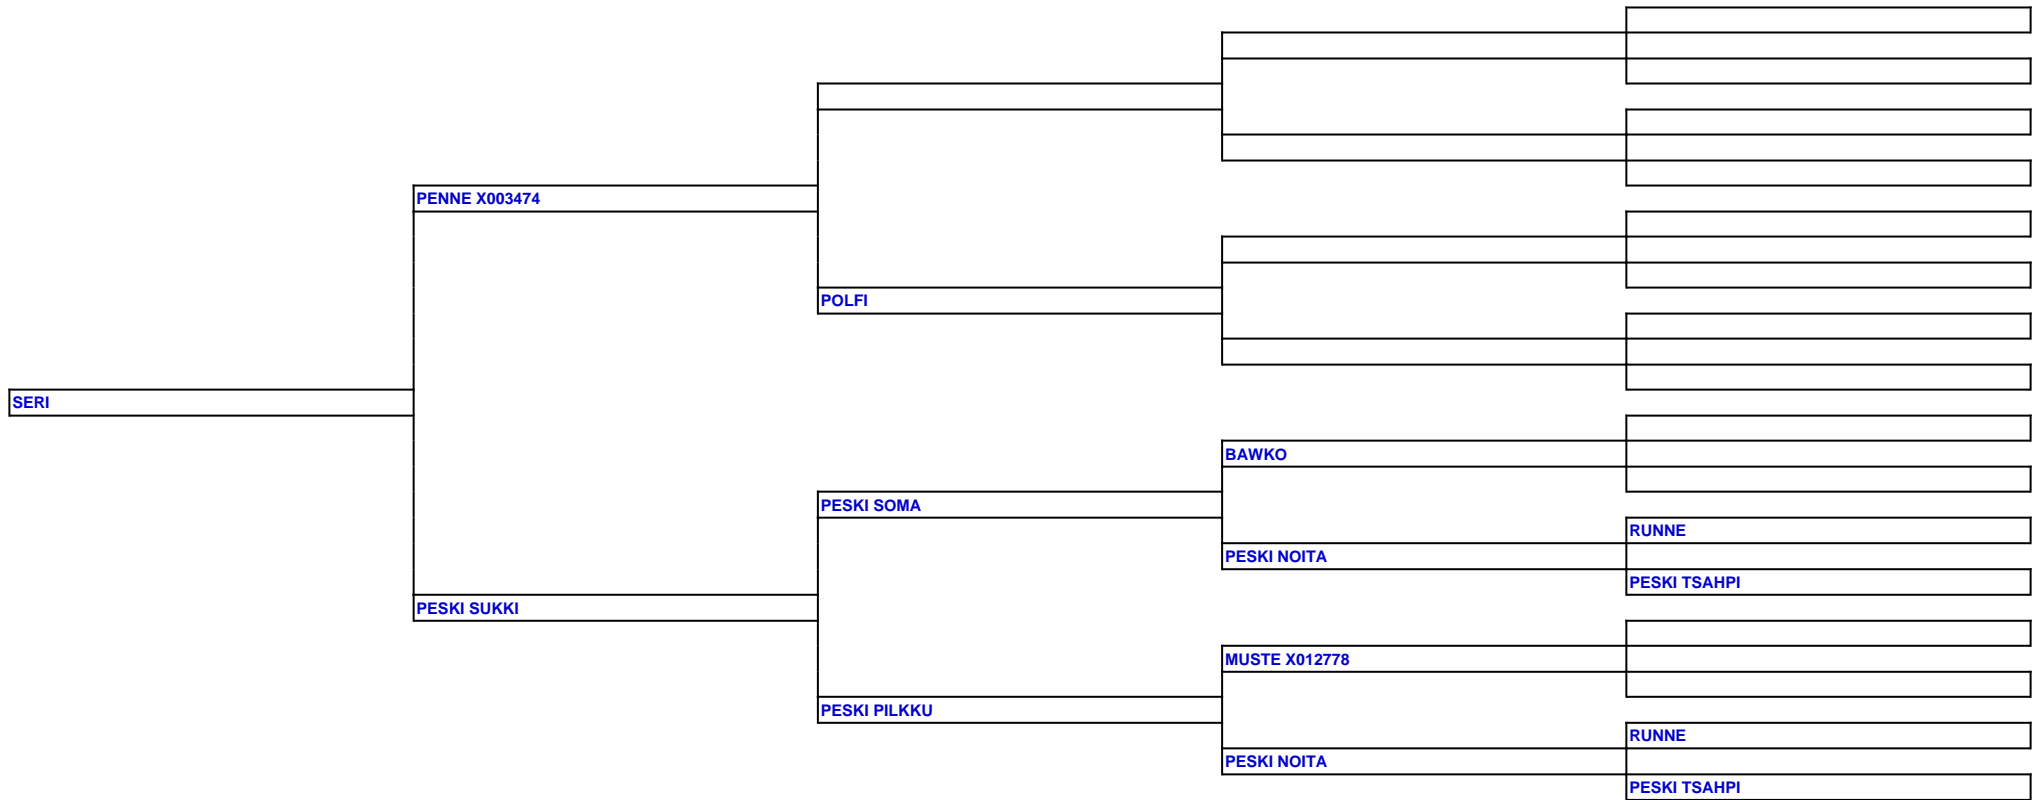 PENNE X003474
POLFI
SERI
BAWKO
PESKI SOMA
RUNNE
PESKI NOITA
PESKI TSAHPI
PESKI SUKKI
MUSTE X012778
PESKI PILKKU
RUNNE
PESKI NOITA
PESKI TSAHPI